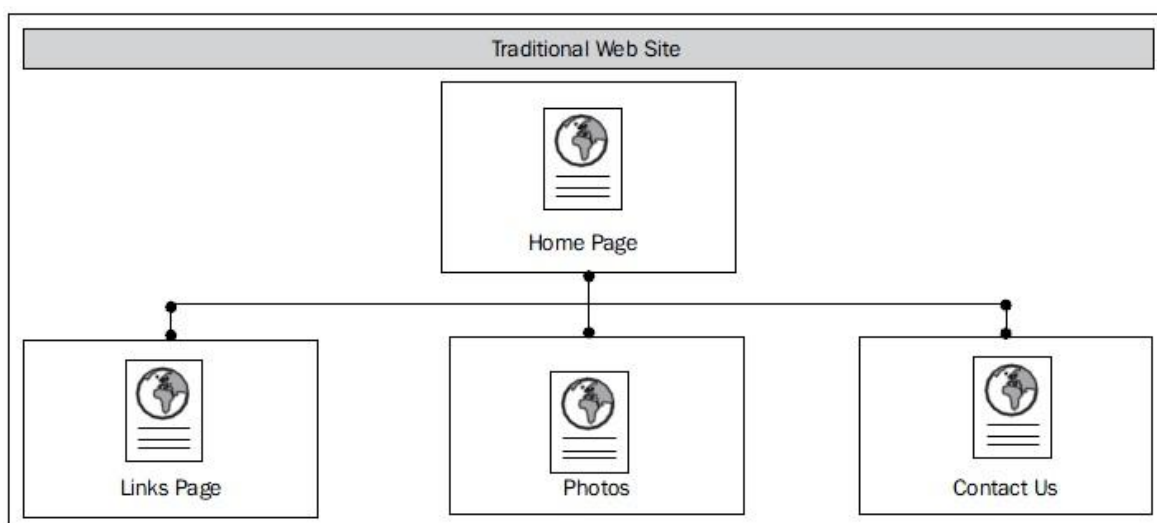 Traditional Web Site
Home Page
Links Page
Photos
Contact Us